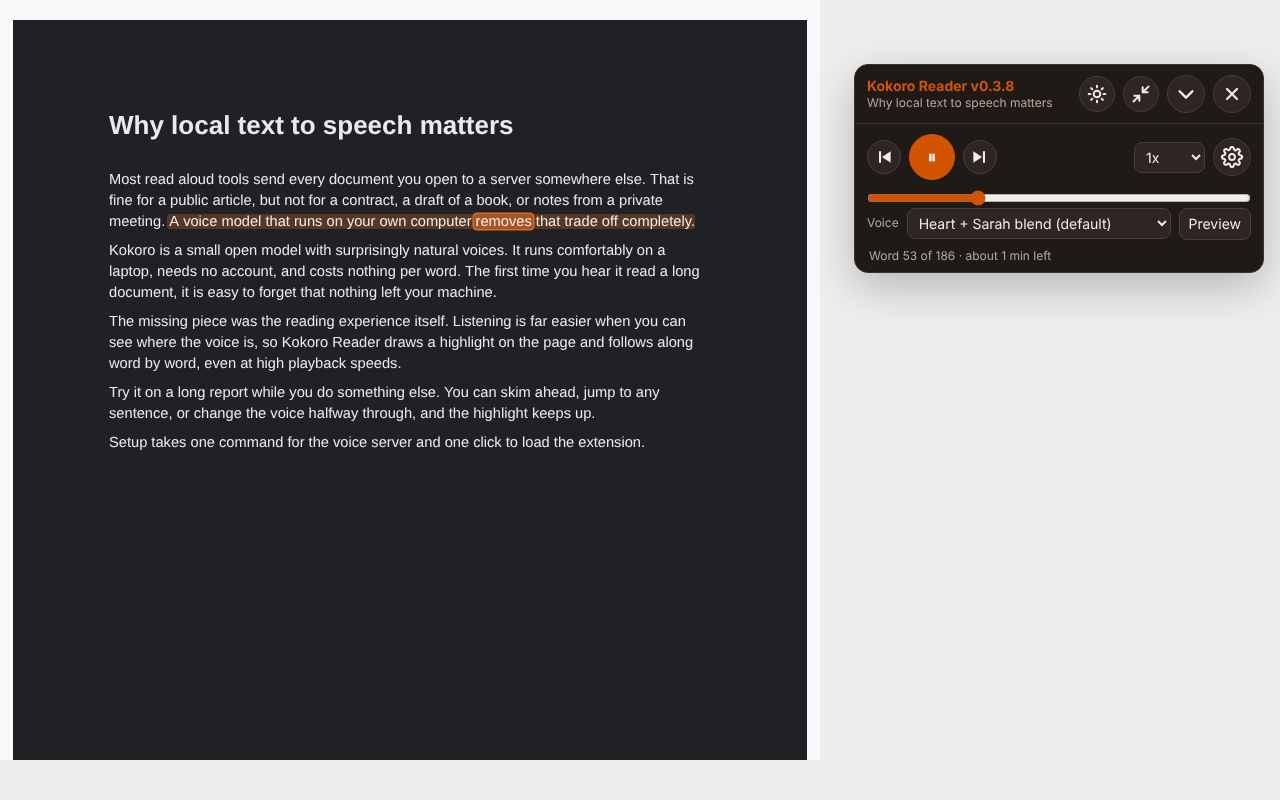 Why local text to speech matters
Most read aloud tools send every document you open to a server somewhere else. That is
fine for a public article, but not for a contract, a draft of a book, or notes from a private
meeting. A voice model that runs on your own computer removes that trade off completely.
Kokoro is a small open model with surprisingly natural voices. It runs comfortably on a
laptop, needs no account, and costs nothing per word. The first time you hear it read a long
document, it is easy to forget that nothing left your machine.
The missing piece was the reading experience itself. Listening is far easier when you can
see where the voice is, so Kokoro Reader draws a highlight on the page and follows along
word by word, even at high playback speeds.
Try it on a long report while you do something else. You can skim ahead, jump to any
sentence, or change the voice halfway through, and the highlight keeps up.
Setup takes one command for the voice server and one click to load the extension.
Kokoro Reader v0.3.8
Why local text to speech matters
1x
Voice Heart + Sarah blend (default) Preview
Word 53 of 186 · about 1 min left